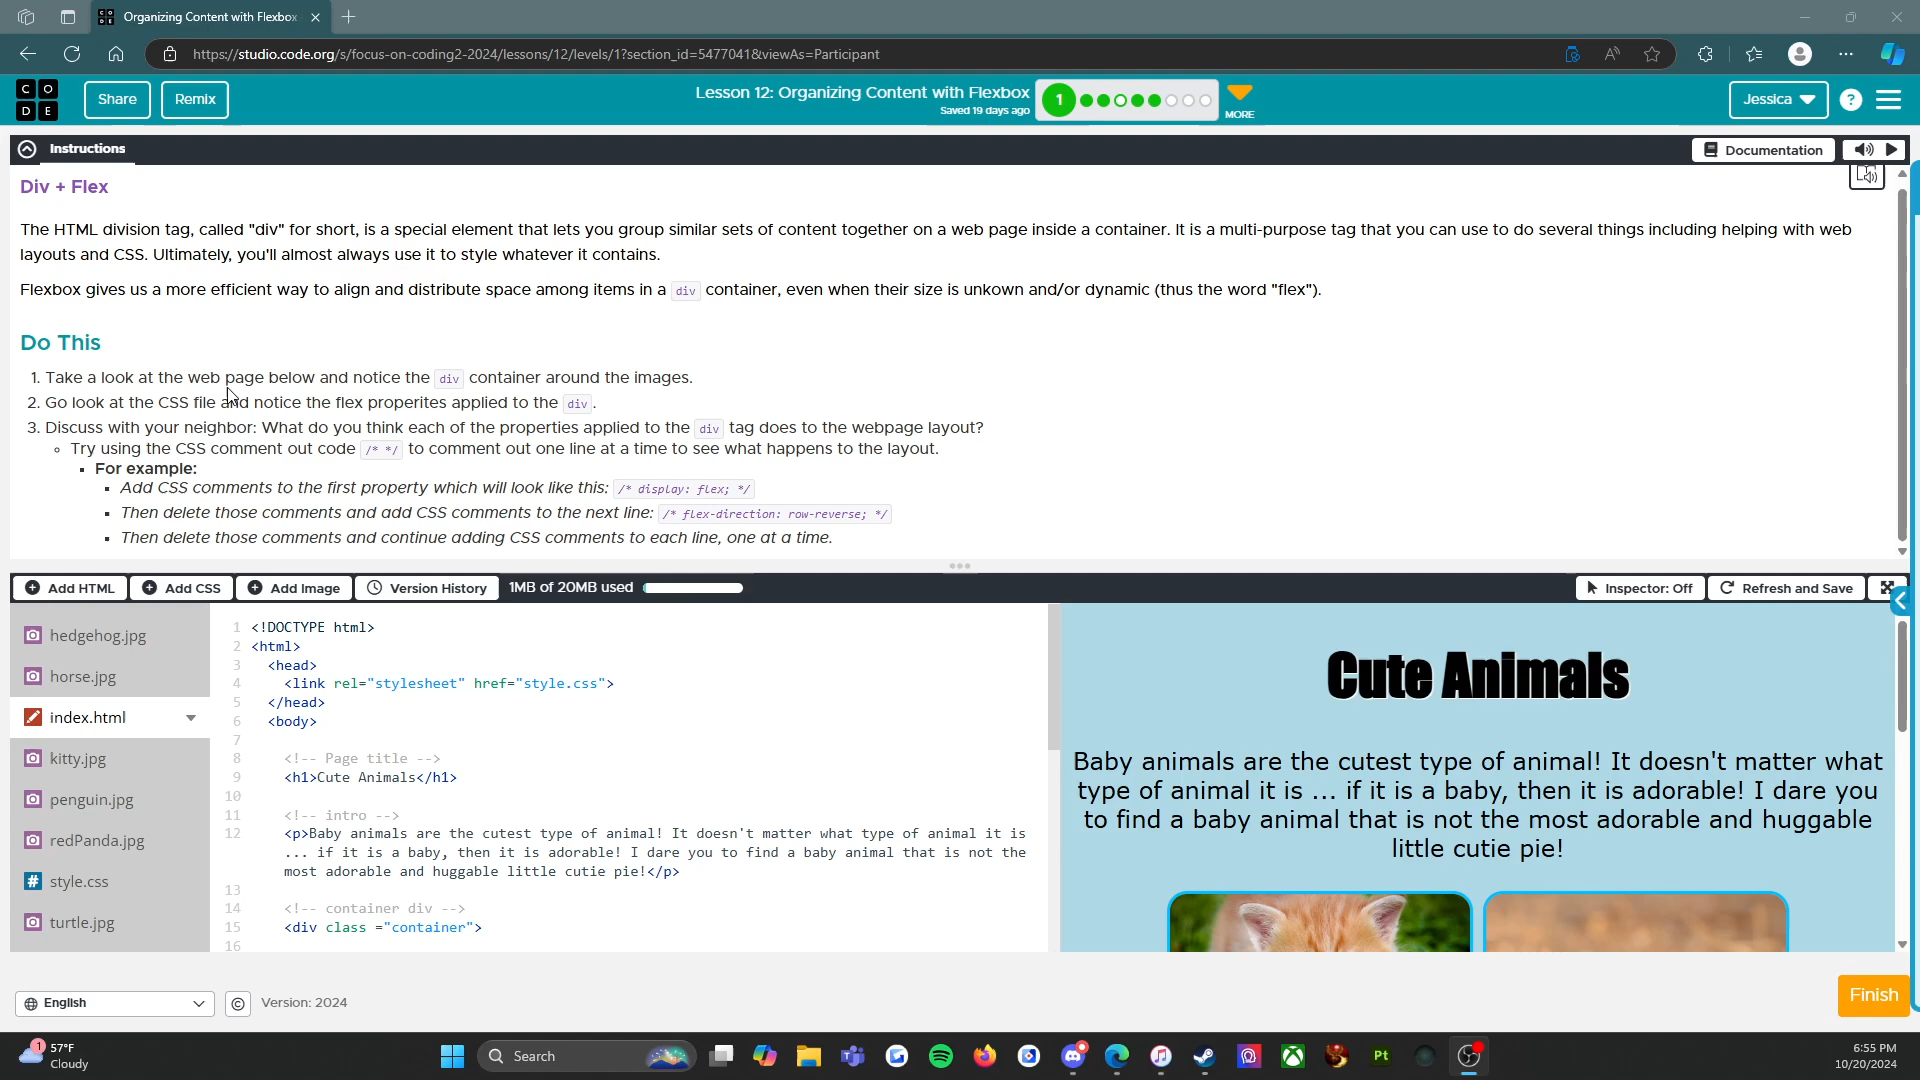 Organizing Content with Flexbox
https://studio.code.org/s/focus-on-coding2-2024/lessons/12/levels/1?section_id=5477041&viewAs=Participant
C O
D E
Share
Remix
Lesson 12: Organizing Content with Flexbox
Saved 19 days ago
1
MORE
Jessica
?
Instructions
Documentation
Div + Flex
The HTML division tag, called "div" for short, is a special element that lets you group similar sets of content together on a web page inside a container. It is a multi-purpose tag that you can use to do several things including helping with web
layouts and CSS. Ultimately, you'll almost always use it to style whatever it contains.
Flexbox gives us a more efficient way to align and distribute space among items in a div container, even when their size is unkown and/or dynamic (thus the word "flex").
Do This
1. Take a look at the web page below and notice the div container around the images.
2. Go look at the CSS file and notice the flex properites applied to the div.
3. Discuss with your neighbor: What do you think each of the properties applied to the div tag does to the webpage layout?
Try using the CSS comment out code /* */ to comment out one line at a time to see what happens to the layout.
For example:
Add CSS comments to the first property which will look like this: /* display: flex; */
Then delete those comments and add CSS comments to the next line: /* flex-direction: row-reverse; */
Then delete those comments and continue adding CSS comments to each line, one at a time.
Add HTML
Add CSS
Add Image
Version History
1MB of 20MB used
Inspector: Off
Refresh and Save
hedgehog.jpg
horse.jpg
index.html
kitty.jpg
penguin.jpg
redPanda.jpg
style.css
turtle.jpg
1 <!DOCTYPE html>
2 <html>
3 <head>
4 <link rel="stylesheet" href="style.css">
5 </head>
6 <body>
7
8 <!-- Page title -->
9 <h1>Cute Animals</h1>
10
11 <!-- intro -->
12 <p>Baby animals are the cutest type of animal! It doesn't matter what type of animal it is
... if it is a baby, then it is adorable! I dare you to find a baby animal that is not the
most adorable and huggable little cutie pie!</p>
13
14 <!-- container div -->
15 <div class ="container">
16
Cute Animals
Baby animals are the cutest type of animal! It doesn't matter what
type of animal it is ... if it is a baby, then it is adorable! I dare you
to find a baby animal that is not the most adorable and huggable
little cutie pie!
Finish
English
©
Version: 2024
1
57°F
Cloudy
Search
Pt
6:55 PM
10/20/2024